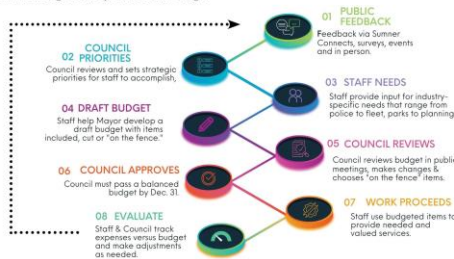 01 PUBLIC
FEEDBACK
Feedback via Sumner
Connects, surveys, events
and in person.
02 COUNCIL
PRIORITIES
Council reviews and sets strategic
priorities for staff to accomplish,
03 STAFF NEEDS
Staff provide input for industry-
specific needs that range from
police to fleet, parks to planning
04 DRAFT BUDGET
Staff help Mayor develop a
draft budget with items
included, cut or "on the fence."
05 COUNCIL REVIEWS
Council reviews budget in public
meetings, makes changes &
chooses "on the fence" items.
06 COUNCIL APPROVES
Council must pass a balanced
budget by Dec. 31.
07 WORK PROCEEDS
Staff use budgeted items to
provide needed and
valued services.
08 EVALUATE
Staff & Council track
expenses versus budget
and make adjustments
as needed.